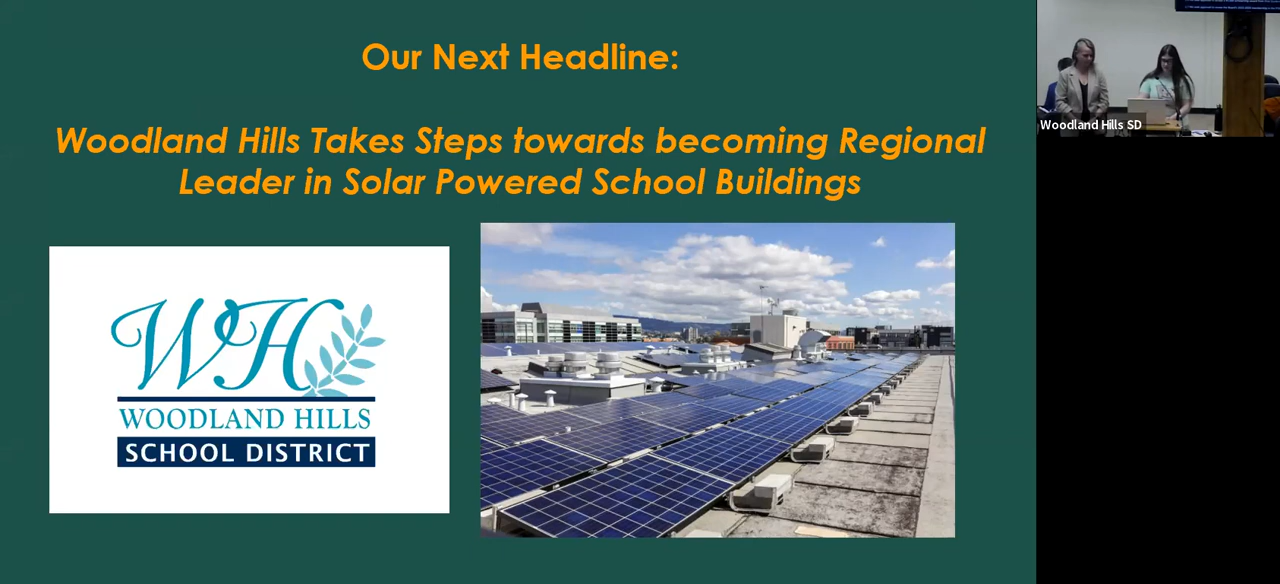 Our Next Headline:
Woodland Hills Takes Steps towards becoming Regional
Leader in Solar Powered School Buildings
WH
WOODLAND HILLS
SCHOOL DISTRICT
Woodland Hills SD